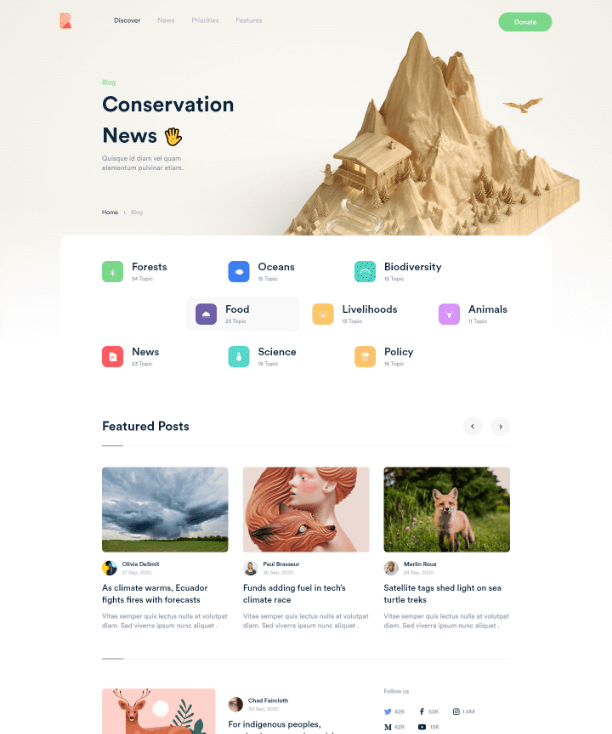 Discover News Priorities Features Donate
Blog
Conservation
News
Quisque id diam vel quam
elementum pulvinar etiam.
Home › Blog
Forests Oceans Biodiversity
54 Topic 15 Topic 15 Topic
Food Livelihoods Animals
23 Topic 13 Topic 11 Topic
News Science Policy
23 Topic 19 Topic 16 Topic
Featured Posts
Olivia DeSmit
27 Sep, 2020
As climate warms, Ecuador
fights fires with forecasts
Vitae semper quis lectus nulla at volutpat
diam. Sed viverra ipsum nunc aliquet .
Paul Brasseur
30 Sep, 2020
Funds adding fuel in tech's
climate race
Vitae semper quis lectus nulla at volutpat
diam. Sed viverra ipsum nunc aliquet .
Merlin Rous
24 Sep, 2020
Satellite tags shed light on sea
turtle treks
Vitae semper quis lectus nulla at volutpat
diam. Sed viverra ipsum nunc aliquet .
Chad Faircloth
20 Sep, 2020
For indigenous peoples,
Follow us
42K 53K 1.4M
42K 15K